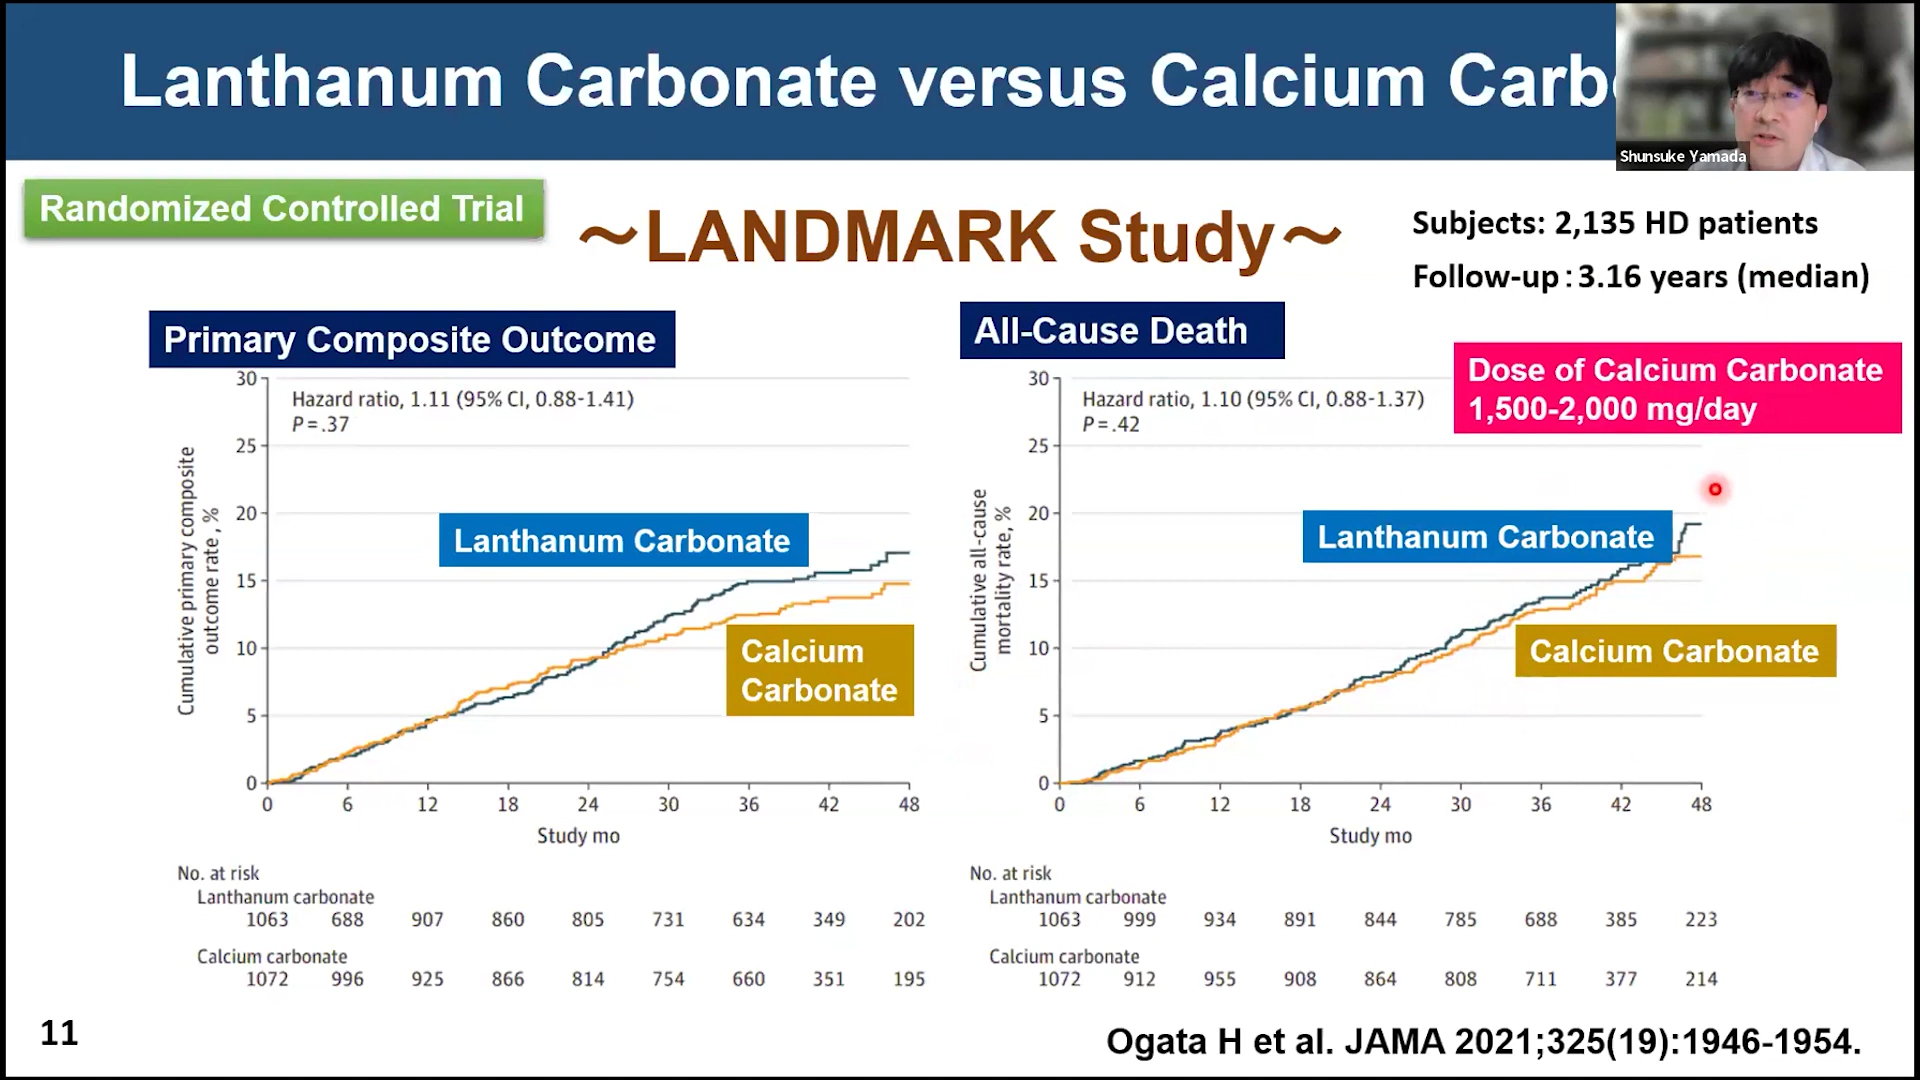 Lanthanum Carbonate versus Calcium Carb
Shunsuke Yamada
Randomized Controlled Trial
～LANDMARK Study～
Subjects: 2,135 HD patients
Follow-up：3.16 years (median)
Primary Composite Outcome
All-Cause Death
Dose of Calcium Carbonate
1,500-2,000 mg/day
Cumulative primary composite
outcome rate, %
30
25
20
15
10
5
0
Hazard ratio, 1.11 (95% CI, 0.88-1.41)
P=.37
Lanthanum Carbonate
Calcium
Carbonate
0 6 12 18 24 30 36 42 48
Study mo
No. at risk
Lanthanum carbonate
1063 688 907 860 805 731 634 349 202
Calcium carbonate
1072 996 925 866 814 754 660 351 195
Cumulative all-cause
mortality rate, %
30
25
20
15
10
5
0
Hazard ratio, 1.10 (95% CI, 0.88-1.37)
P=.42
Lanthanum Carbonate
Calcium Carbonate
0 6 12 18 24 30 36 42 48
Study mo
No. at risk
Lanthanum carbonate
1063 999 934 891 844 785 688 385 223
Calcium carbonate
1072 912 955 908 864 808 711 377 214
11
Ogata H et al. JAMA 2021;325(19):1946-1954.